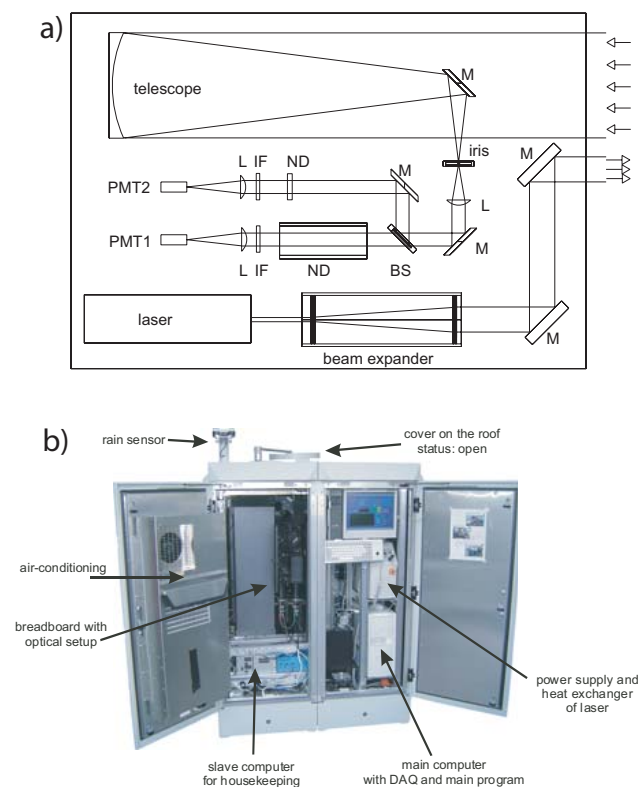 a)
telescope
M
iris
M
L IF ND
M
PMT2
L
PMT1
L IF ND BS M
laser
M
beam expander
b)
rain sensor
cover on the roof
status: open
air-conditioning
breadboard with
optical setup
power supply and
heat exchanger
of laser
slave computer
for housekeeping
main computer
with DAQ and main program